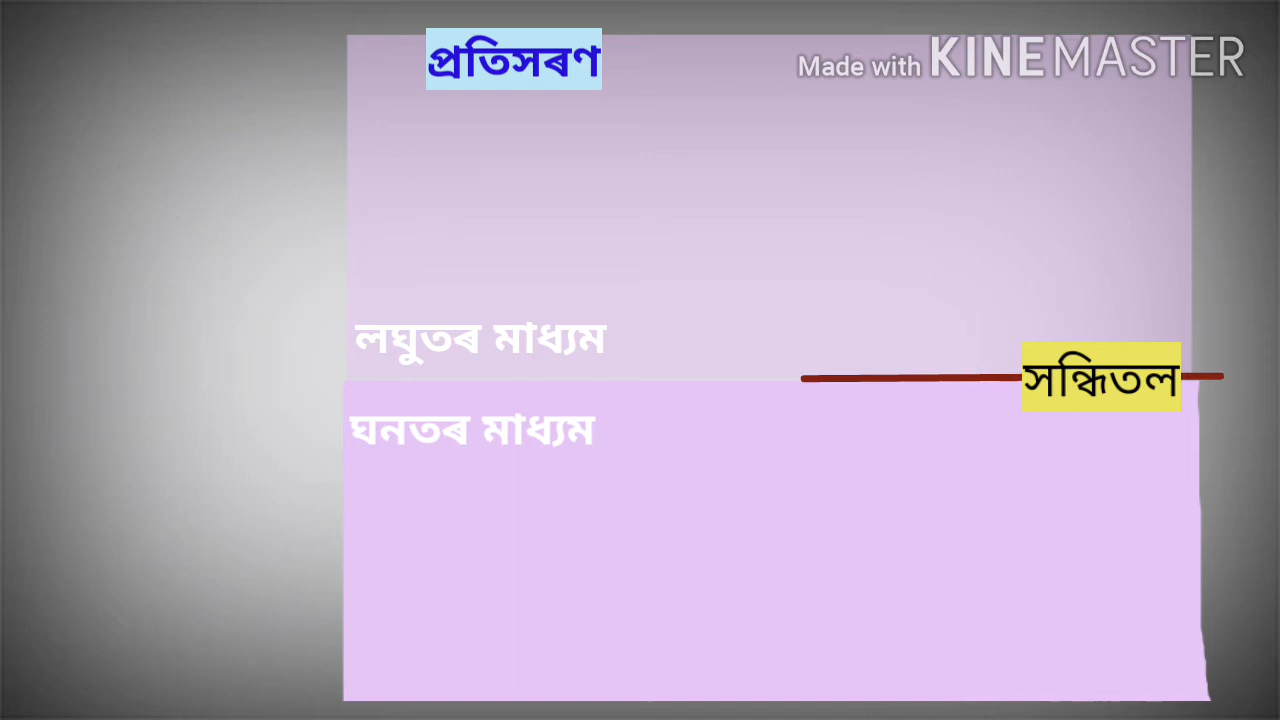 প্ৰতিসৰণ
Made with KINEMASTER
লঘুতৰ মাধ্যম
সন্ধিতল
ঘনতৰ মাধ্যম